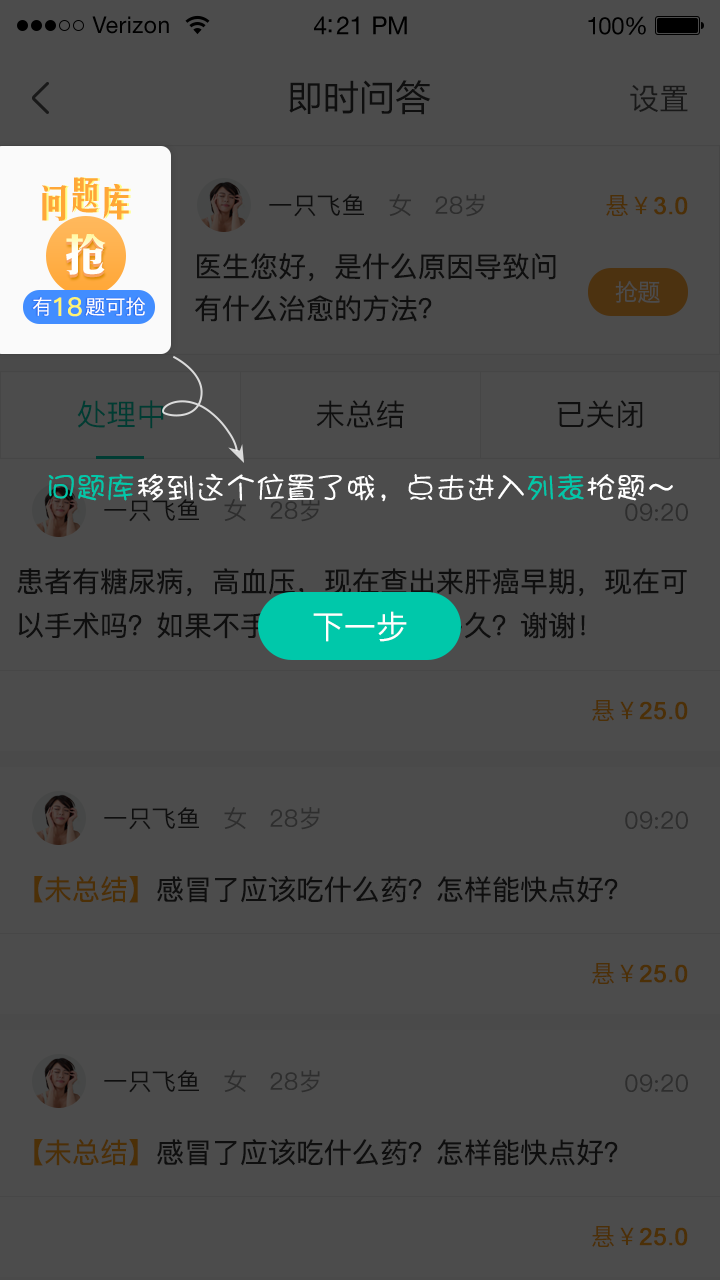 Verizon 4:21 PM 100%
即时问答 设置
问题库
抢
有18题可抢
一只飞鱼 女 28岁 悬￥3.0
医生您好，是什么原因导致问
有什么治愈的方法?
抢题
处理中 未总结 已关闭
问题库移到这个位置了哦，点击进入列表抢题～
一只飞鱼 女 28岁 09:20
患者有糖尿病，高血压，现在查出来肝癌早期，现在可
以手术吗？如果不手 久？谢谢！
下一步
悬￥25.0
一只飞鱼 女 28岁 09:20
【未总结】感冒了应该吃什么药？怎样能快点好?
悬￥25.0
一只飞鱼 女 28岁 09:20
【未总结】感冒了应该吃什么药？怎样能快点好?
悬￥25.0